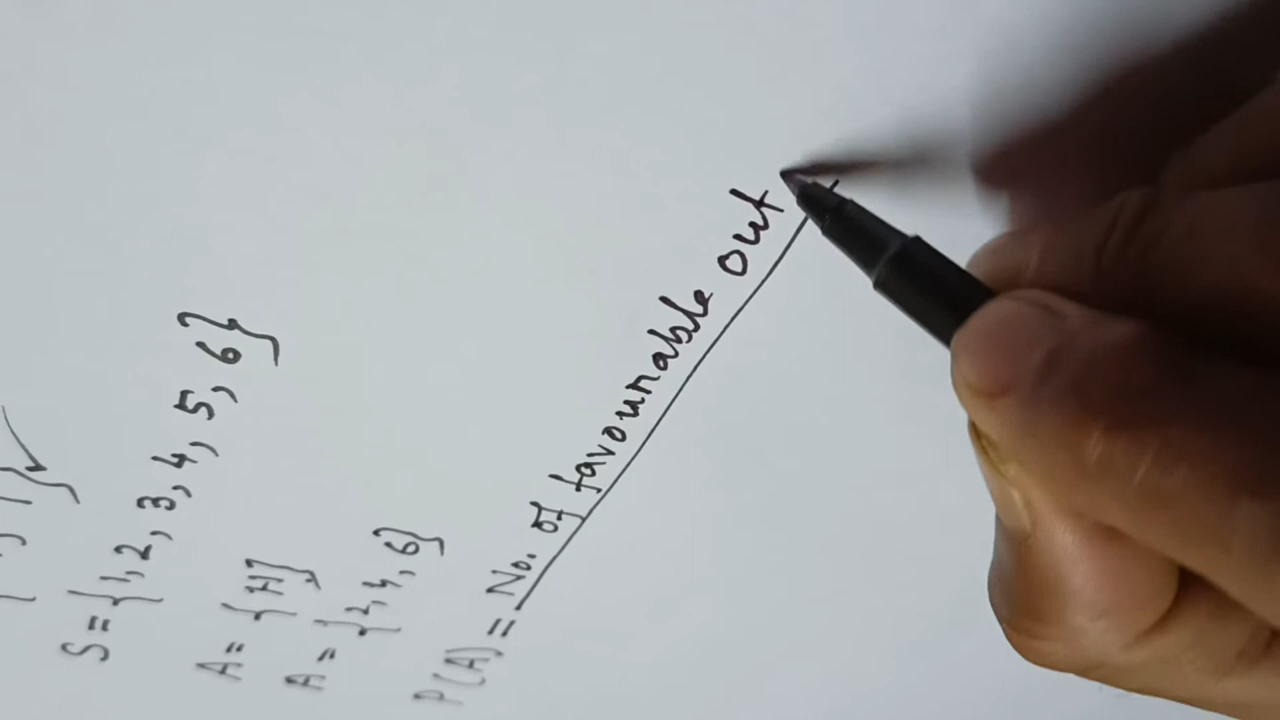 S = {1, 2, 3, 4, 5, 6}
A = {H}
A = {2, 4, 6}
P(A) = No. of favourable out